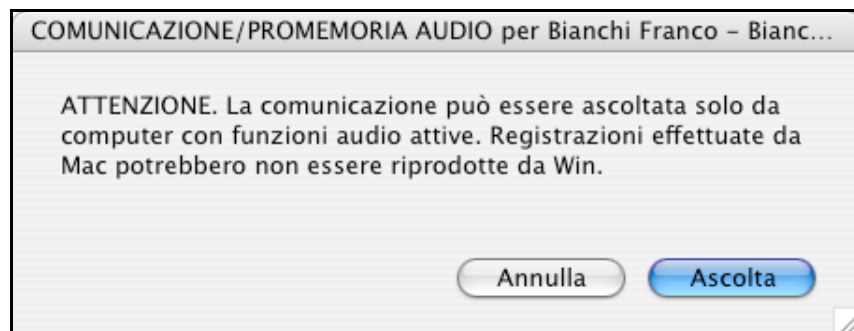 COMUNICAZIONE/PROMEMORIA AUDIO per Bianchi Franco – Bianc...
ATTENZIONE. La comunicazione può essere ascoltata solo da
computer con funzioni audio attive. Registrazioni effettuate da
Mac potrebbero non essere riprodotte da Win.
Annulla Ascolta